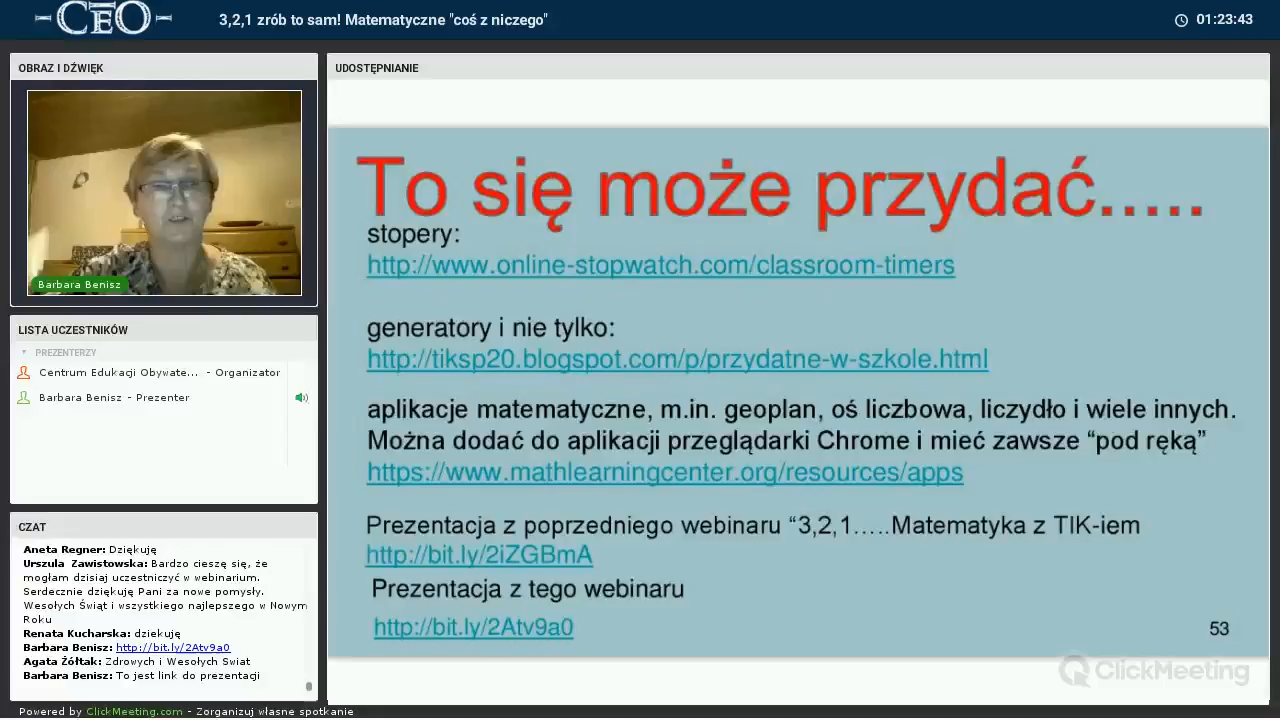 CEO
3,2,1 zrób to sam! Matematyczne "coś z niczego"
01:23:43
OBRAZ I DŹWIĘK
Barbara Benisz
LISTA UCZESTNIKÓW
PREZENTERZY
Centrum Edukacji Obywate... - Organizator
Barbara Benisz - Prezenter
CZAT
Aneta Regner: Dziękuję
Urszula Zawistowska: Bardzo cieszę się, że
mogłam dzisiaj uczestniczyć w webinarium.
Serdecznie dziękuję Pani za nowe pomysły.
Wesołych Świąt i wszystkiego najlepszego w Nowym
Roku
Renata Kucharska: dziekuję
Barbara Benisz: http://bit.ly/2Atv9a0
Agata Żółtak: Zdrowych i Wesołych Swiat
Barbara Benisz: To jest link do prezentacji
UDOSTĘPNIANIE
To się może przydać.....
stopery:
http://www.online-stopwatch.com/classroom-timers
generatory i nie tylko:
http://tiksp20.blogspot.com/p/przydatne-w-szkole.html
aplikacje matematyczne, m.in. geoplan, oś liczbowa, liczydło i wiele innych.
Można dodać do aplikacji przeglądarki Chrome i mieć zawsze “pod ręką”
https://www.mathlearningcenter.org/resources/apps
Prezentacja z poprzedniego webinaru “3,2,1…..Matematyka z TIK-iem
http://bit.ly/2iZGBmA
Prezentacja z tego webinaru
http://bit.ly/2Atv9a0
53
ClickMeeting
Powered by ClickMeeting.com - Zorganizuj własne spotkanie